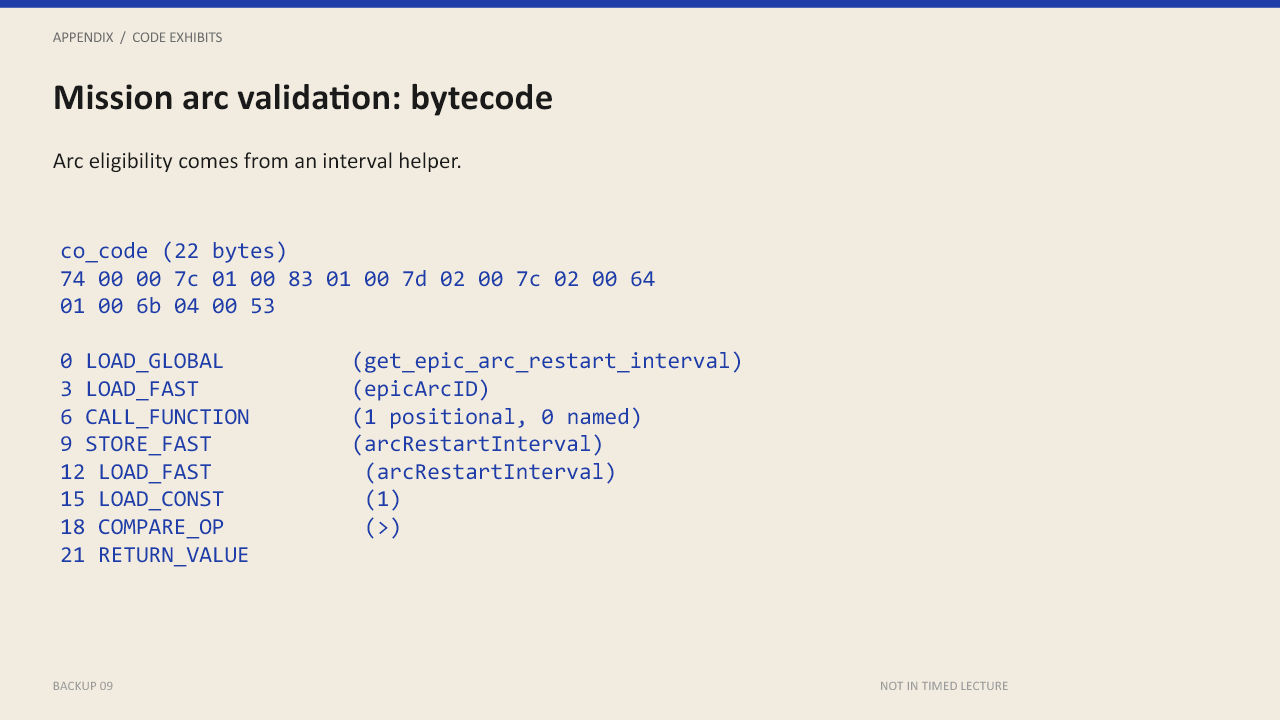 APPENDIX / CODE EXHIBITS
Mission arc validation: bytecode
Arc eligibility comes from an interval helper.
co_code (22 bytes)
74 00 00 7c 01 00 83 01 00 7d 02 00 7c 02 00 64
01 00 6b 04 00 53
0 LOAD_GLOBAL          (get_epic_arc_restart_interval)
3 LOAD_FAST            (epicArcID)
6 CALL_FUNCTION        (1 positional, 0 named)
9 STORE_FAST           (arcRestartInterval)
12 LOAD_FAST            (arcRestartInterval)
15 LOAD_CONST           (1)
18 COMPARE_OP           (>)
21 RETURN_VALUE
BACKUP 09
NOT IN TIMED LECTURE